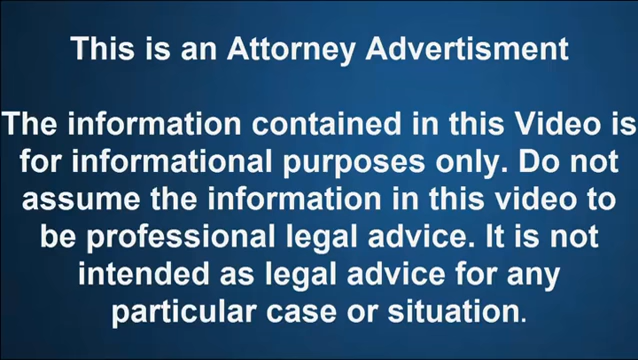 This is an Attorney Advertisment
The information contained in this Video is
for informational purposes only. Do not
assume the information in this video to
be professional legal advice. It is not
intended as legal advice for any
particular case or situation.